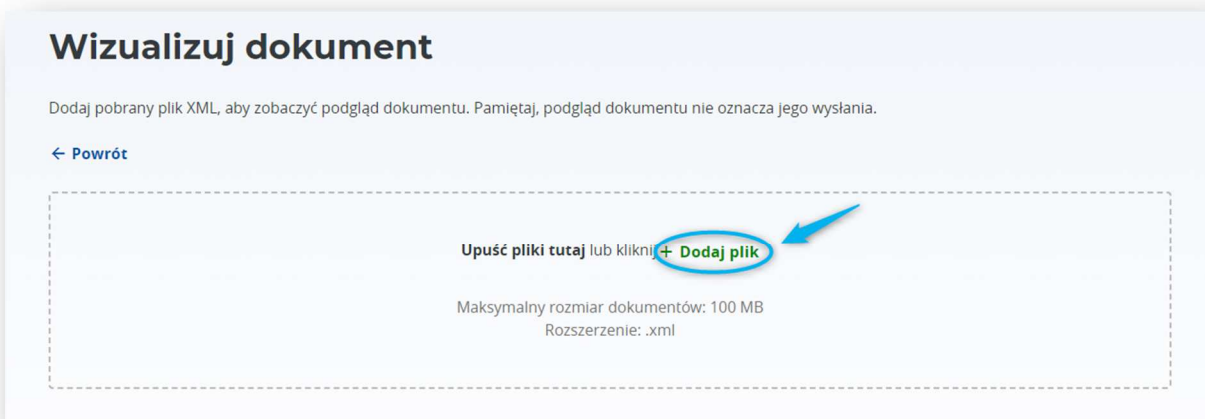 Wizualizuj dokument
Dodaj pobrany plik XML, aby zobaczyć podgląd dokumentu. Pamiętaj, podgląd dokumentu nie oznacza jego wysłania.
← Powrót
Upuść pliki tutaj lub kliknij + Dodaj plik
Maksymalny rozmiar dokumentów: 100 MB
Rozszerzenie: .xml